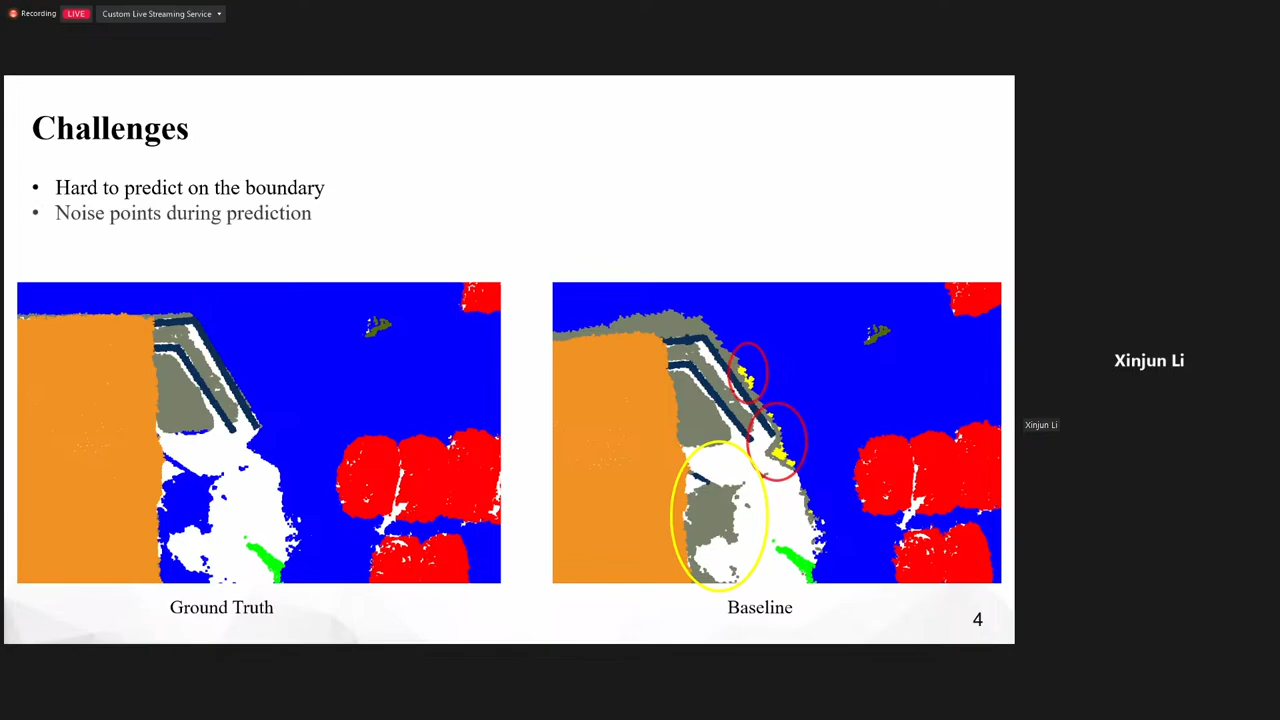 Recording LIVE Custom Live Streaming Service
Challenges
• Hard to predict on the boundary
• Noise points during prediction
Ground Truth
Baseline
4
Xinjun Li
Xinjun Li